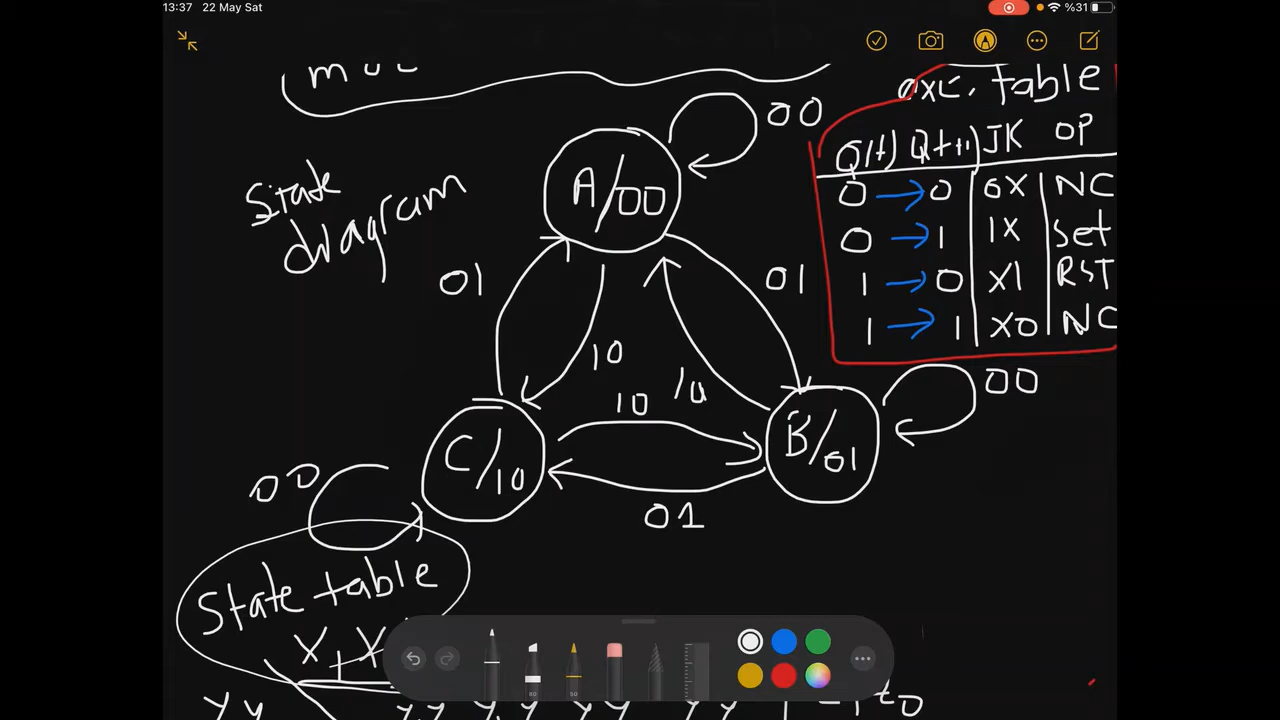 13:37 22 May Sat %31
exc. table
Q(t) Q(t+1) JK OP
0 → 0 0X NC
0 → 1 1X Set
1 → 0 X1 RST
1 → 1 X0 NC
00
A/00
State
diagram
01
01
10
10
10
00
C/10
B/01
00
01
State table
80
50